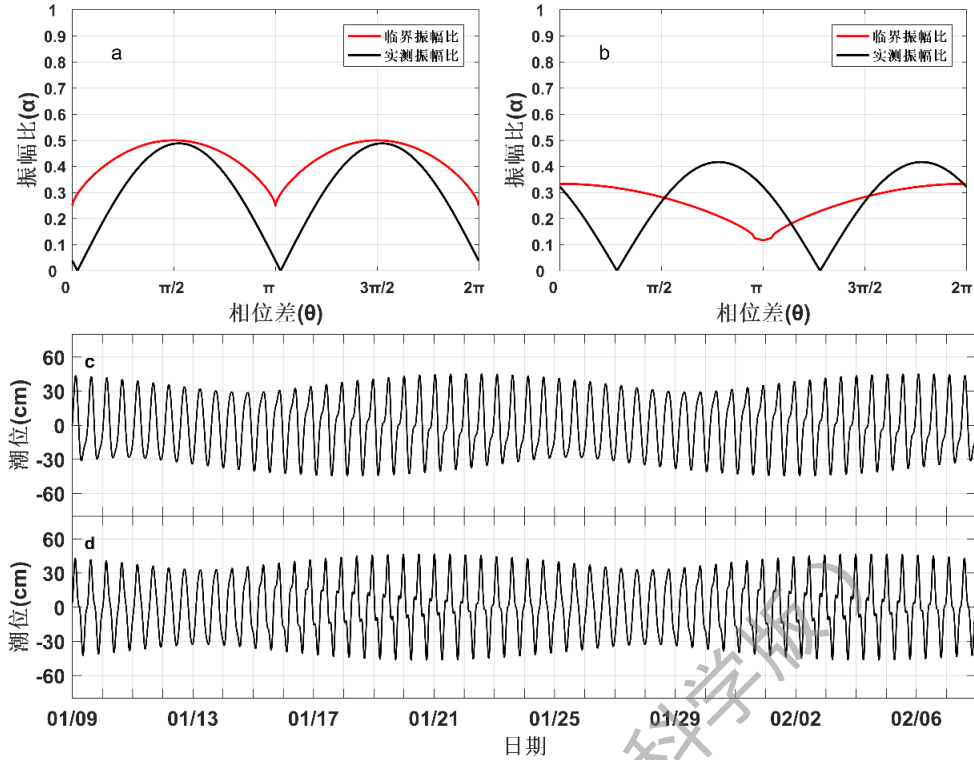 a
临界振幅比
实测振幅比
振幅比(α)
1
0.9
0.8
0.7
0.6
0.5
0.4
0.3
0.2
0.1
0
0
π/2
π
3π/2
2π
相位差(θ)
b
临界振幅比
实测振幅比
振幅比(α)
1
0.9
0.8
0.7
0.6
0.5
0.4
0.3
0.2
0.1
0
0
π/2
π
3π/2
2π
相位差(θ)
c
潮位(cm)
60
30
0
-30
-60
d
潮位(cm)
60
30
0
-30
-60
01/09
01/13
01/17
01/21
01/25
01/29
02/02
02/06
日期
科学版）